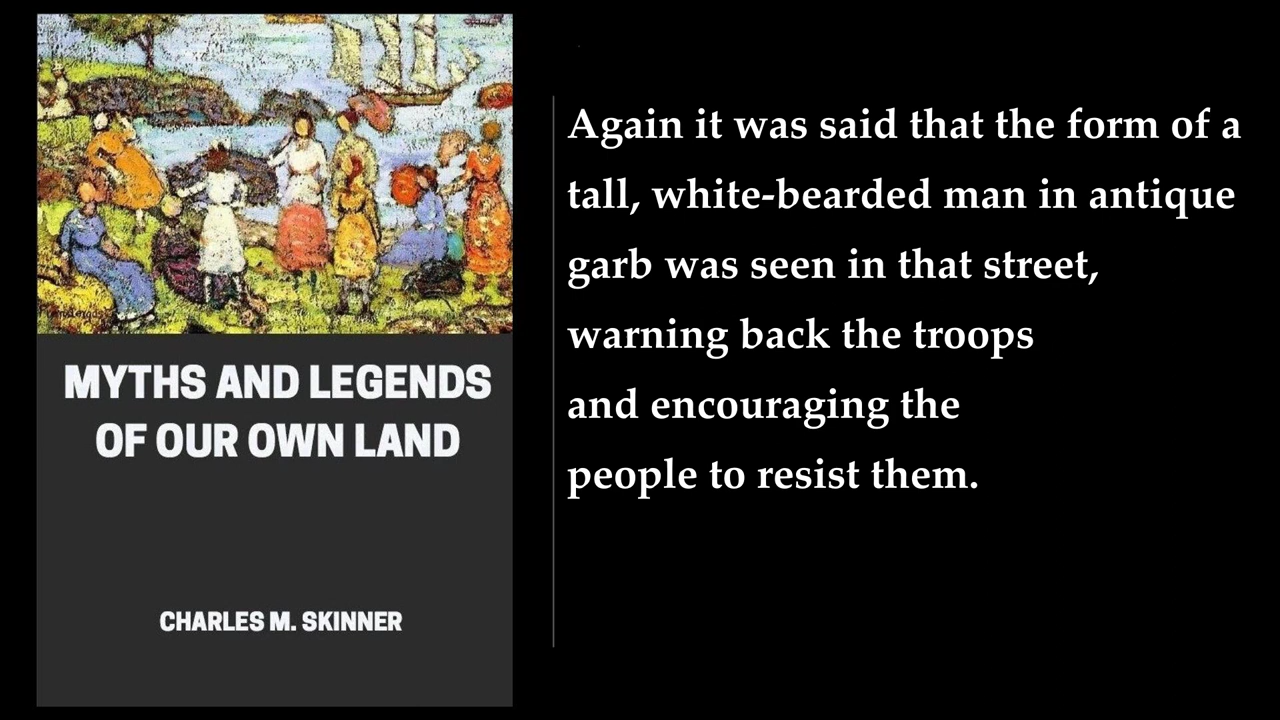 MYTHS AND LEGENDS
OF OUR OWN LAND
CHARLES M. SKINNER
Again it was said that the form of a
tall, white-bearded man in antique
garb was seen in that street,
warning back the troops
and encouraging the
people to resist them.